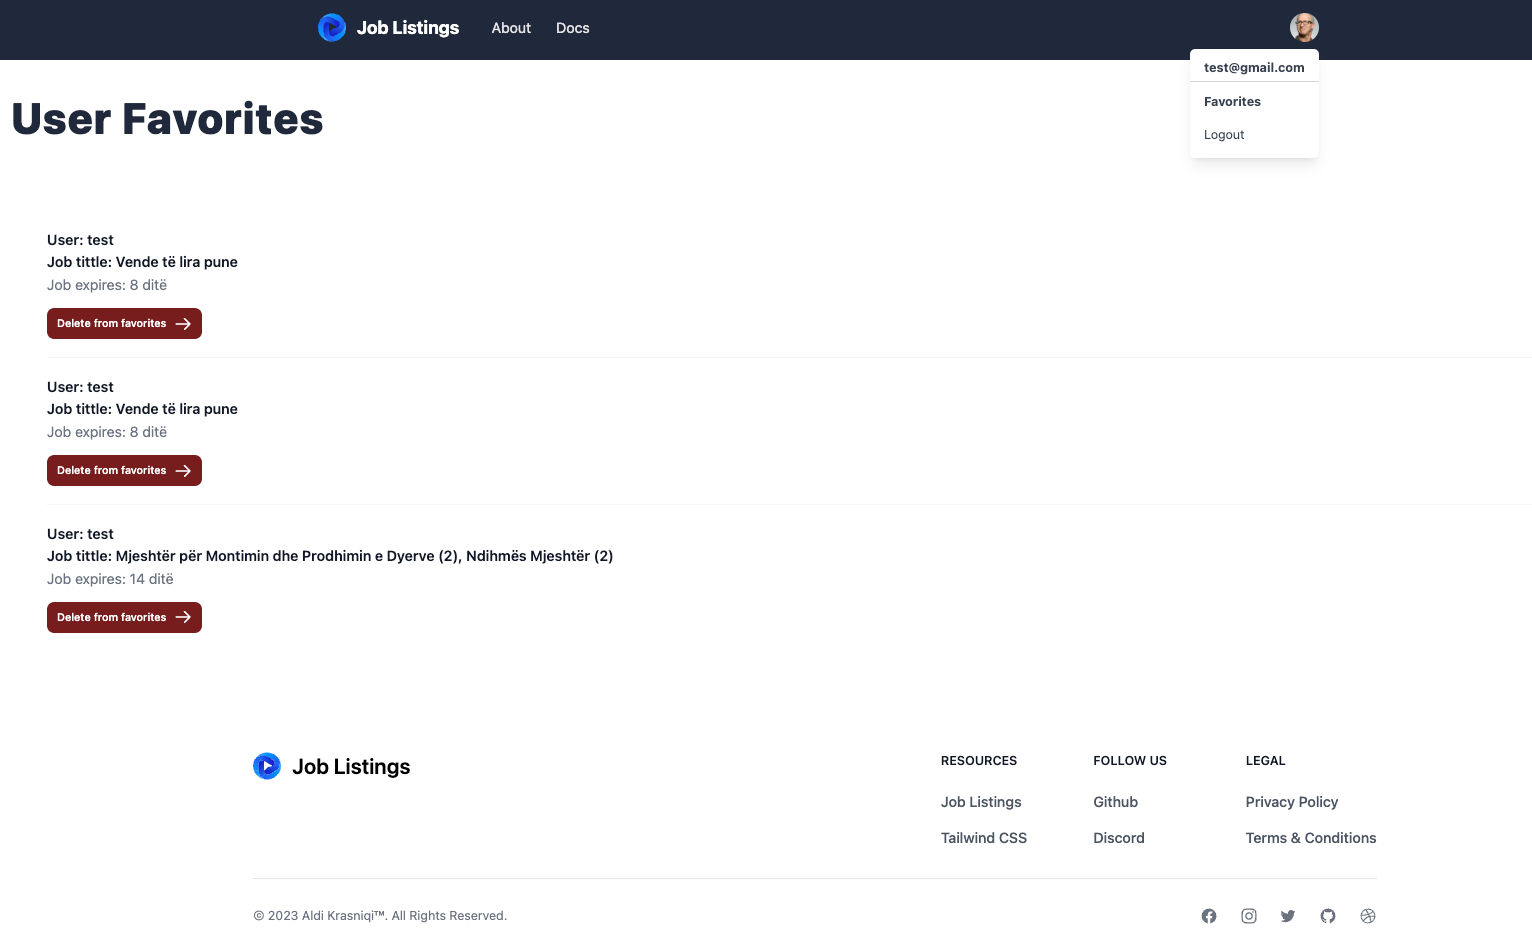 Job Listings
About
Docs
test@gmail.com
Favorites
Logout
User Favorites
User: test
Job tittle: Vende të lira pune
Job expires: 8 ditë
Delete from favorites
User: test
Job tittle: Vende të lira pune
Job expires: 8 ditë
Delete from favorites
User: test
Job tittle: Mjeshtër për Montimin dhe Prodhimin e Dyerve (2), Ndihmës Mjeshtër (2)
Job expires: 14 ditë
Delete from favorites
Job Listings
RESOURCES
Job Listings
Tailwind CSS
FOLLOW US
Github
Discord
LEGAL
Privacy Policy
Terms & Conditions
© 2023 Aldi Krasniqi™. All Rights Reserved.